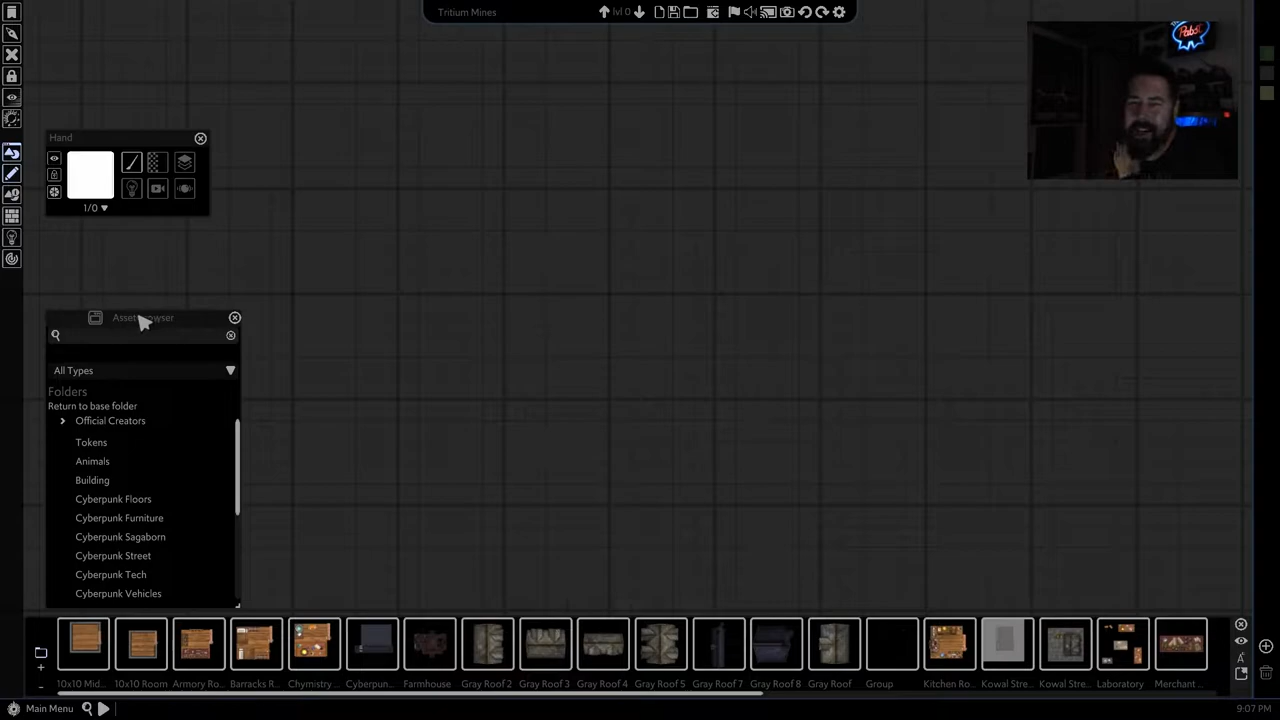 Tritium Mines
lvl 0
Pabst
Hand
1/0
Asset Browser
All Types
Folders
Return to base folder
Official Creators
Tokens
Animals
Building
Cyberpunk Floors
Cyberpunk Furniture
Cyberpunk Sagaborn
Cyberpunk Street
Cyberpunk Tech
Cyberpunk Vehicles
10x10 Mid... 10x10 Room Armory Ro... Barracks R... Chymistry ... Cyberpun... Farmhouse Gray Roof 2 Gray Roof 3 Gray Roof 4 Gray Roof 5 Gray Roof 7 Gray Roof 8 Gray Roof Group Kitchen Ro... Kowal Stre... Kowal Stre... Laboratory Merchant ...
Main Menu
9:07 PM